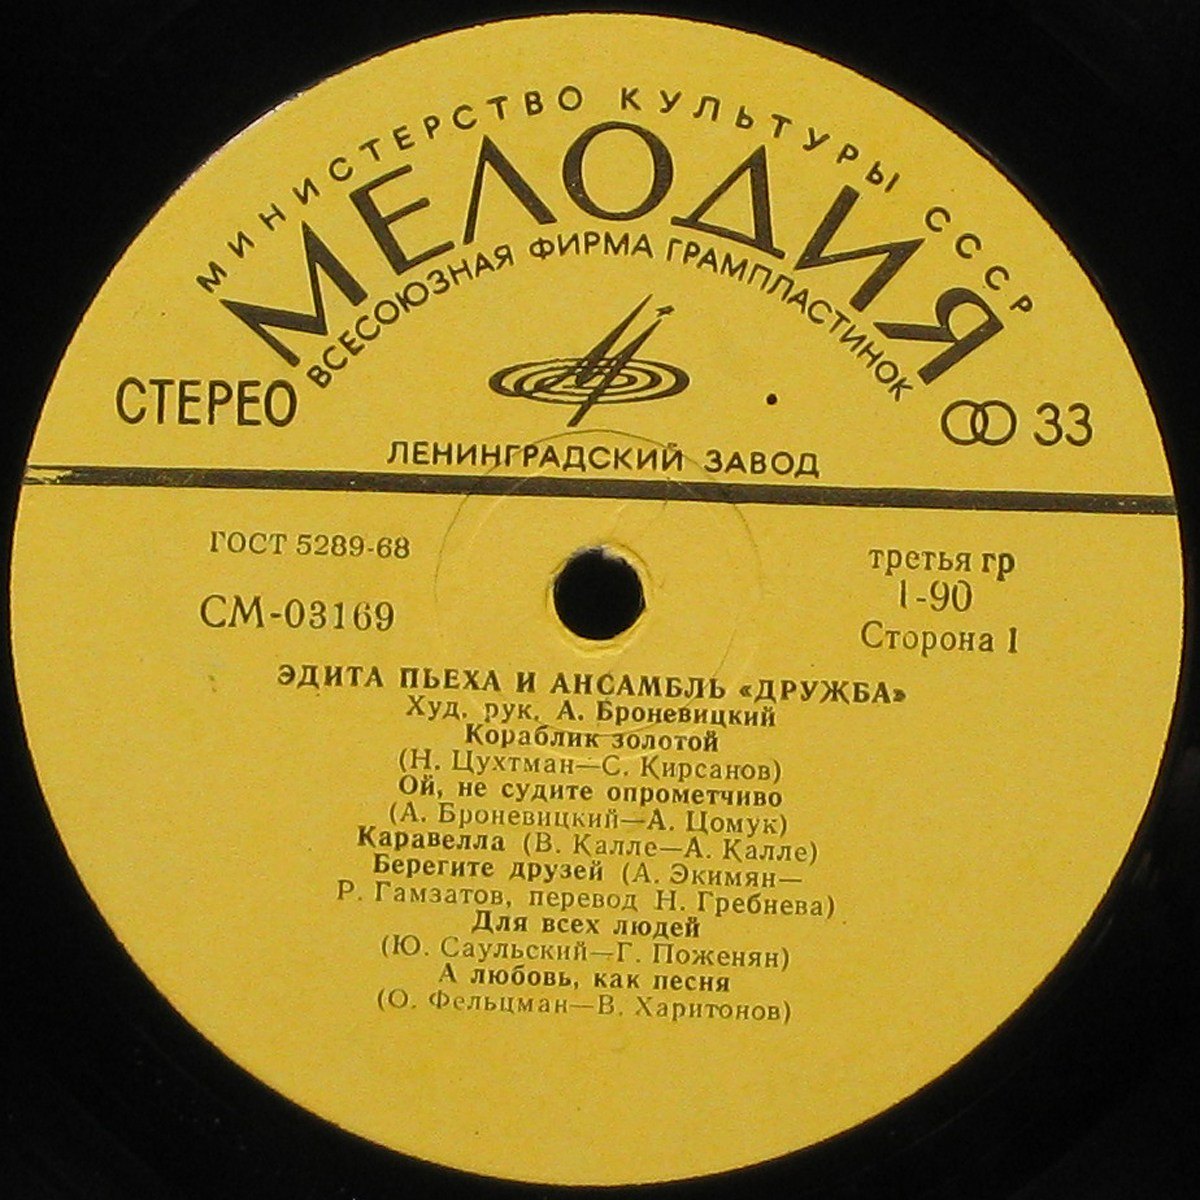 МИНИСТЕРСТВО КУЛЬТУРЫ СССР
МЕЛОДИЯ
ВСЕСОЮЗНАЯ ФИРМА ГРАМПЛАСТИНОК
СТЕРЕО
33
ЛЕНИНГРАДСКИЙ ЗАВОД
ГОСТ 5289-68
третья гр
СМ-03169
1-90
Сторона 1
ЭДИТА ПЬЕХА И АНСАМБЛЬ «ДРУЖБА»
Худ. рук. А. Броневицкий
Кораблик золотой
(Н. Цухтман—С. Кирсанов)
Ой, не судите опрометчиво
(А. Броневицкий—А. Цомук)
Каравелла (В. Калле—А. Калле)
Берегите друзей (А. Экимян—
Р. Гамзатов, перевод Н. Гребнева)
Для всех людей
(Ю. Саульский—Г. Поженян)
А любовь, как песня
(О. Фельцман—В. Харитонов)